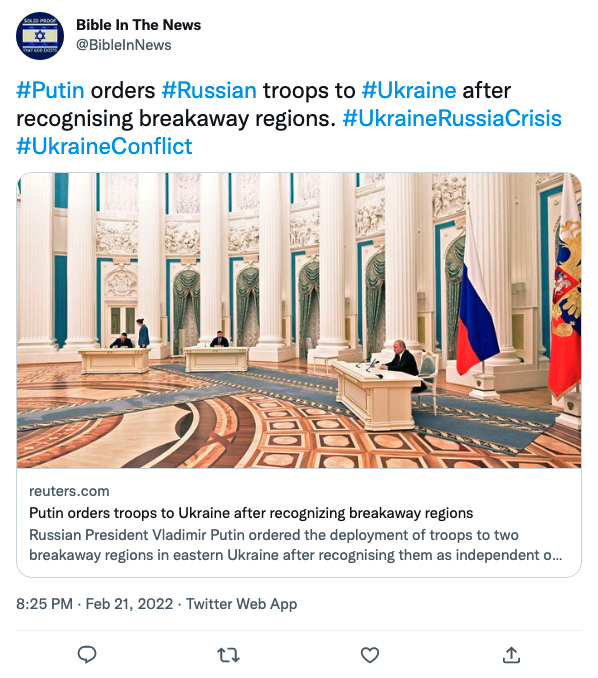 SOLID PROOF
THAT GOD EXISTS
Bible In The News
@BibleInNews
#Putin orders #Russian troops to #Ukraine after
recognising breakaway regions. #UkraineRussiaCrisis
#UkraineConflict
reuters.com
Putin orders troops to Ukraine after recognizing breakaway regions
Russian President Vladimir Putin ordered the deployment of troops to two
breakaway regions in eastern Ukraine after recognising them as independent o...
8:25 PM · Feb 21, 2022 · Twitter Web App